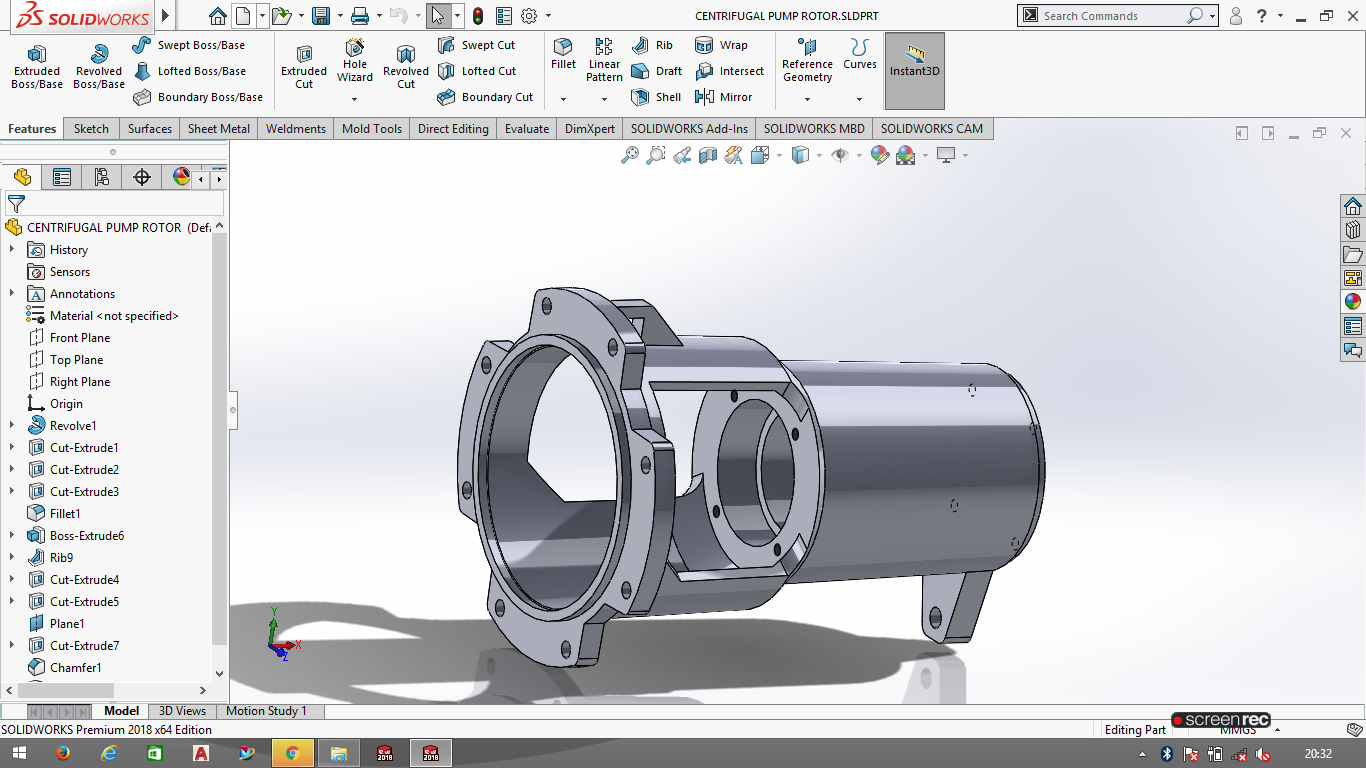 SOLIDWORKS
CENTRIFUGAL PUMP ROTOR.SLDPRT
Search Commands
?
Extruded Boss/Base
Revolved Boss/Base
Swept Boss/Base
Lofted Boss/Base
Boundary Boss/Base
Extruded Cut
Hole Wizard
Revolved Cut
Swept Cut
Lofted Cut
Boundary Cut
Fillet
Linear Pattern
Rib
Draft
Shell
Wrap
Intersect
Mirror
Reference Geometry
Curves
Instant3D
Features
Sketch
Surfaces
Sheet Metal
Weldments
Mold Tools
Direct Editing
Evaluate
DimXpert
SOLIDWORKS Add-Ins
SOLIDWORKS MBD
SOLIDWORKS CAM
CENTRIFUGAL PUMP ROTOR (Defa
History
Sensors
A Annotations
Material <not specified>
Front Plane
Top Plane
Right Plane
Origin
Revolve1
Cut-Extrude1
Cut-Extrude2
Cut-Extrude3
Fillet1
Boss-Extrude6
Rib9
Cut-Extrude4
Cut-Extrude5
Plane1
Cut-Extrude7
Chamfer1
Y
X
Z
Model
3D Views
Motion Study 1
SOLIDWORKS Premium 2018 x64 Edition
Editing Part
MMGS
screenrec
A
SW 2018
SW 2018
20:32